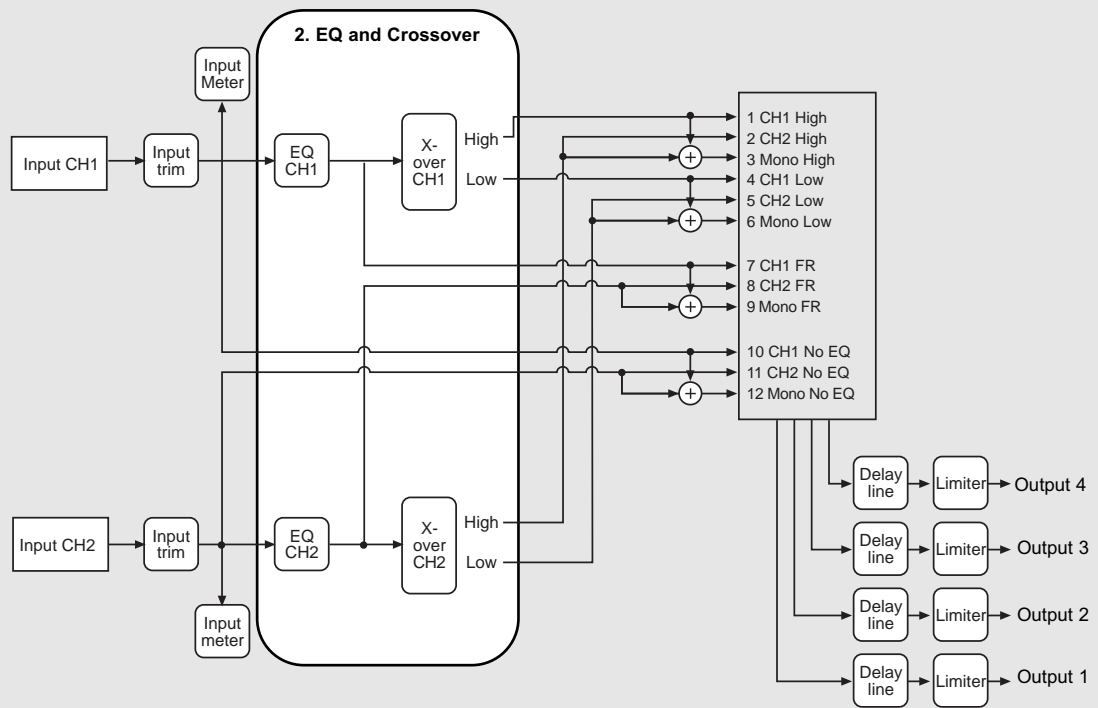 2. EQ and Crossover
Input
Meter
Input CH1
Input
trim
EQ
CH1
X-
over
CH1
High
Low
1 CH1 High
2 CH2 High
3 Mono High
4 CH1 Low
5 CH2 Low
6 Mono Low
7 CH1 FR
8 CH2 FR
9 Mono FR
10 CH1 No EQ
11 CH2 No EQ
12 Mono No EQ
+
+
+
+
Input CH2
Input
trim
EQ
CH2
X-
over
CH2
High
Low
Input
meter
Delay
line
Limiter
Output 4
Delay
line
Limiter
Output 3
Delay
line
Limiter
Output 2
Delay
line
Limiter
Output 1